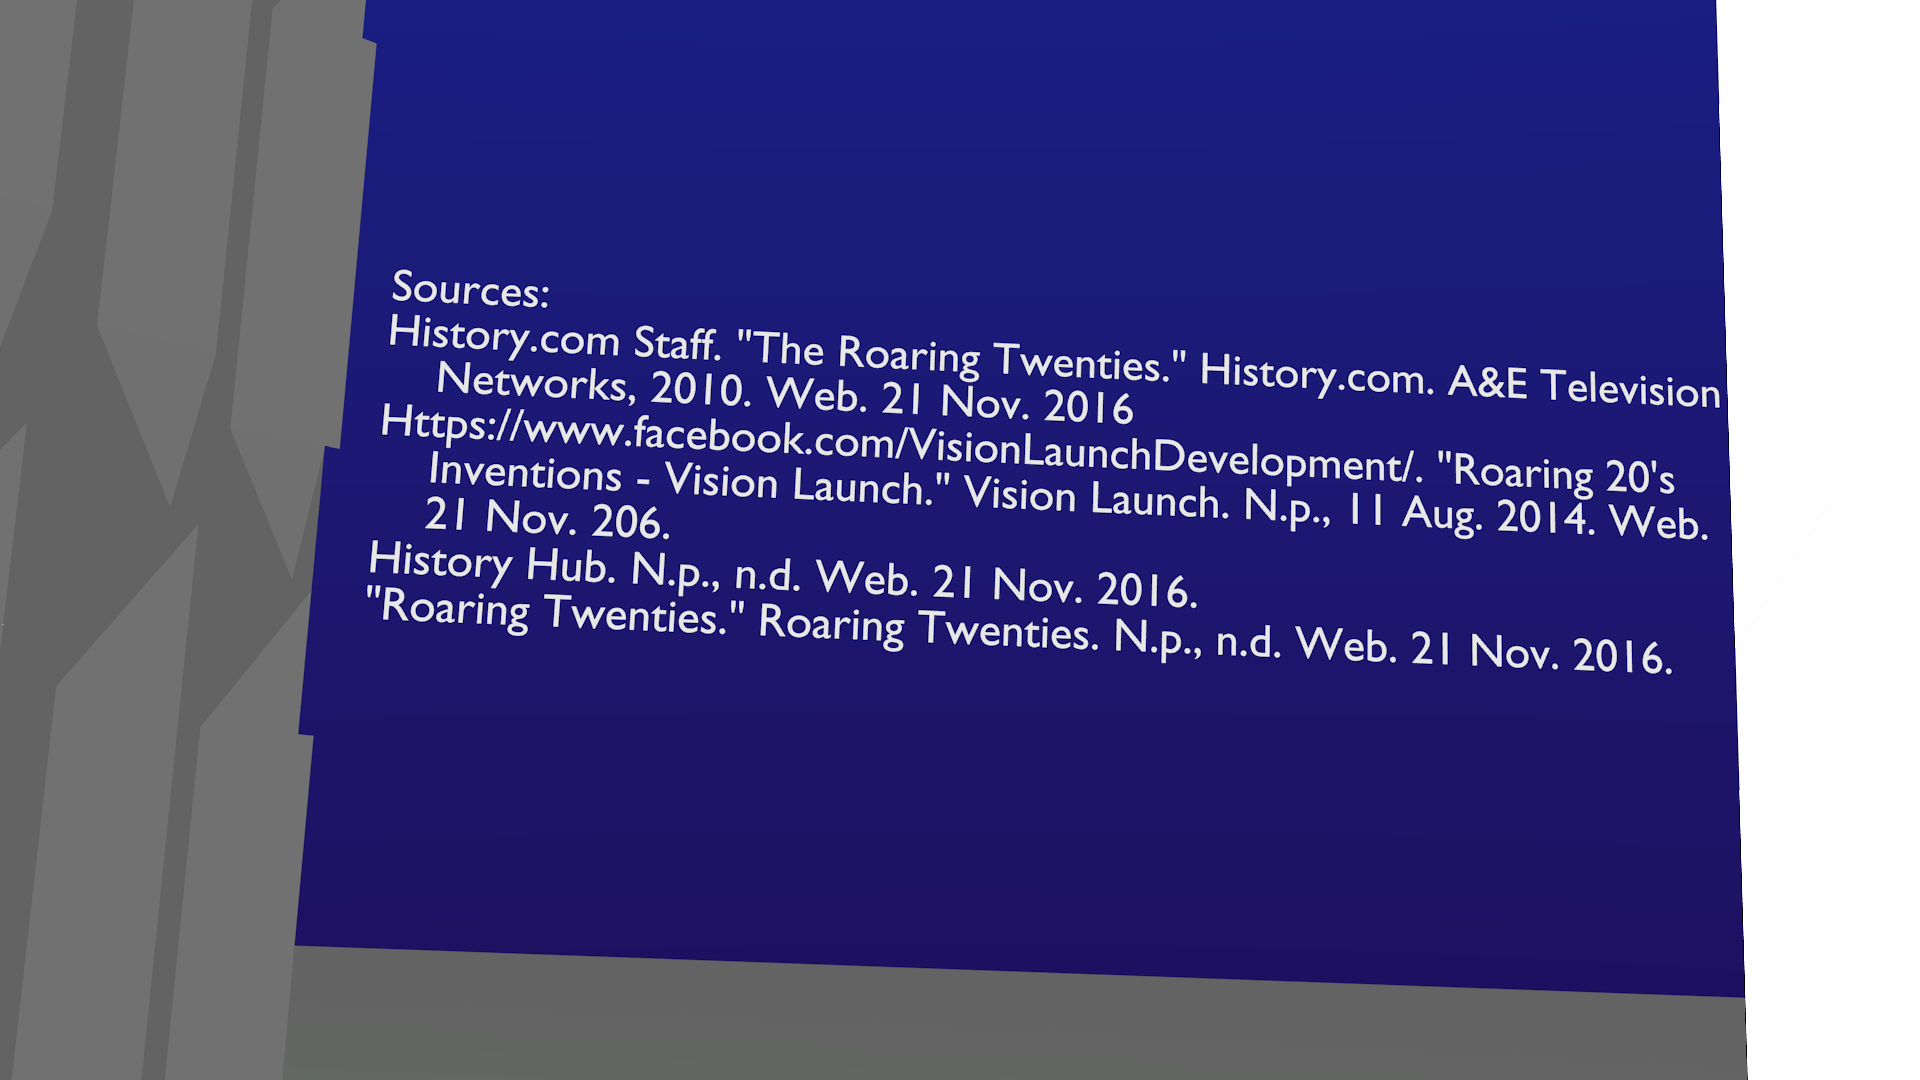 Sources:
History.com Staff. "The Roaring Twenties." History.com. A&E Television
Networks, 2010. Web. 21 Nov. 2016
Https://www.facebook.com/VisionLaunchDevelopment/. "Roaring 20's
Inventions - Vision Launch." Vision Launch. N.p., 11 Aug. 2014. Web.
21 Nov. 206.
History Hub. N.p., n.d. Web. 21 Nov. 2016.
"Roaring Twenties." Roaring Twenties. N.p., n.d. Web. 21 Nov. 2016.